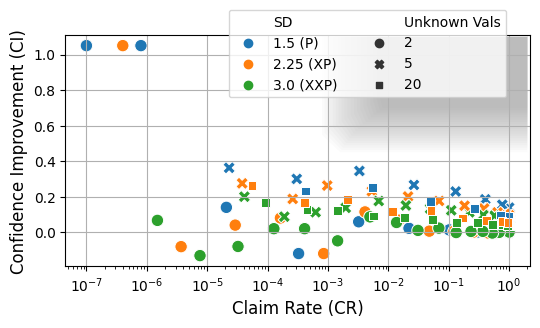 SD
Unknown Vals
1.5 (P)
2
2.25 (XP)
5
3.0 (XXP)
20
1.0
0.8
0.6
0.4
0.2
0.0
Confidence Improvement (CI)
10⁻⁷
10⁻⁶
10⁻⁵
10⁻⁴
10⁻³
10⁻²
10⁻¹
10⁰
Claim Rate (CR)